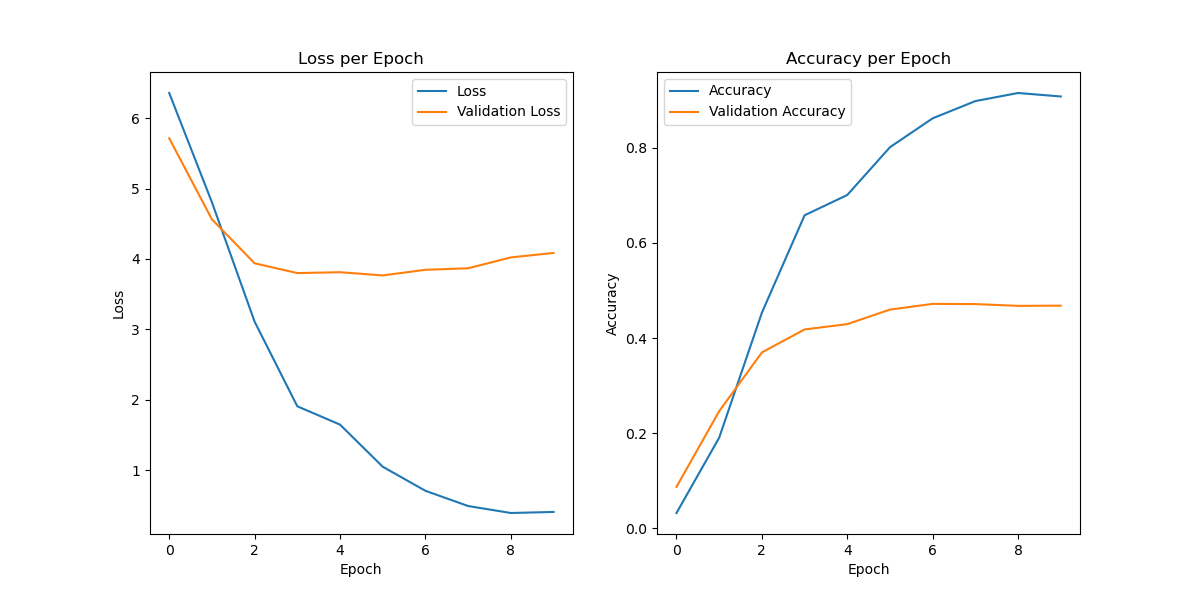 Loss per Epoch
Loss
Validation Loss
6
5
4
3
2
1
Loss
0 2 4 6 8
Epoch
Accuracy per Epoch
Accuracy
Validation Accuracy
0.8
0.6
0.4
0.2
0.0
Accuracy
0 2 4 6 8
Epoch